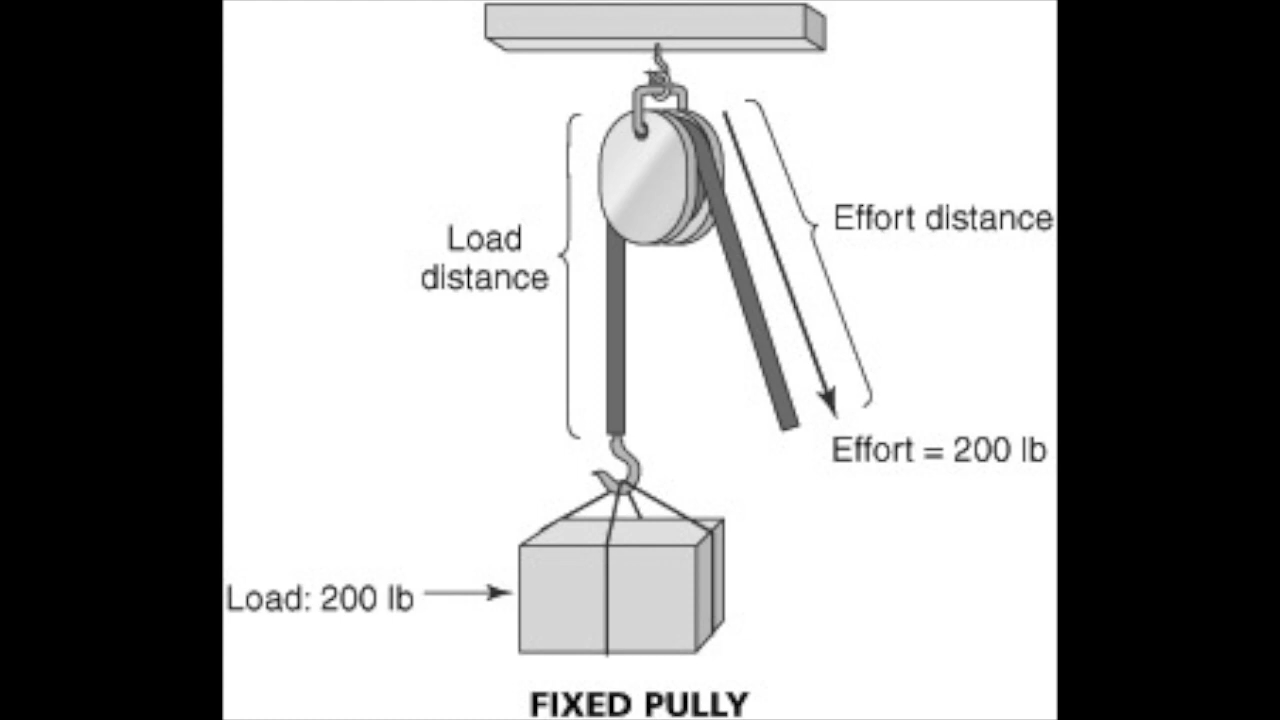 Load
distance
Effort distance
Effort = 200 lb
Load: 200 lb
FIXED PULLY